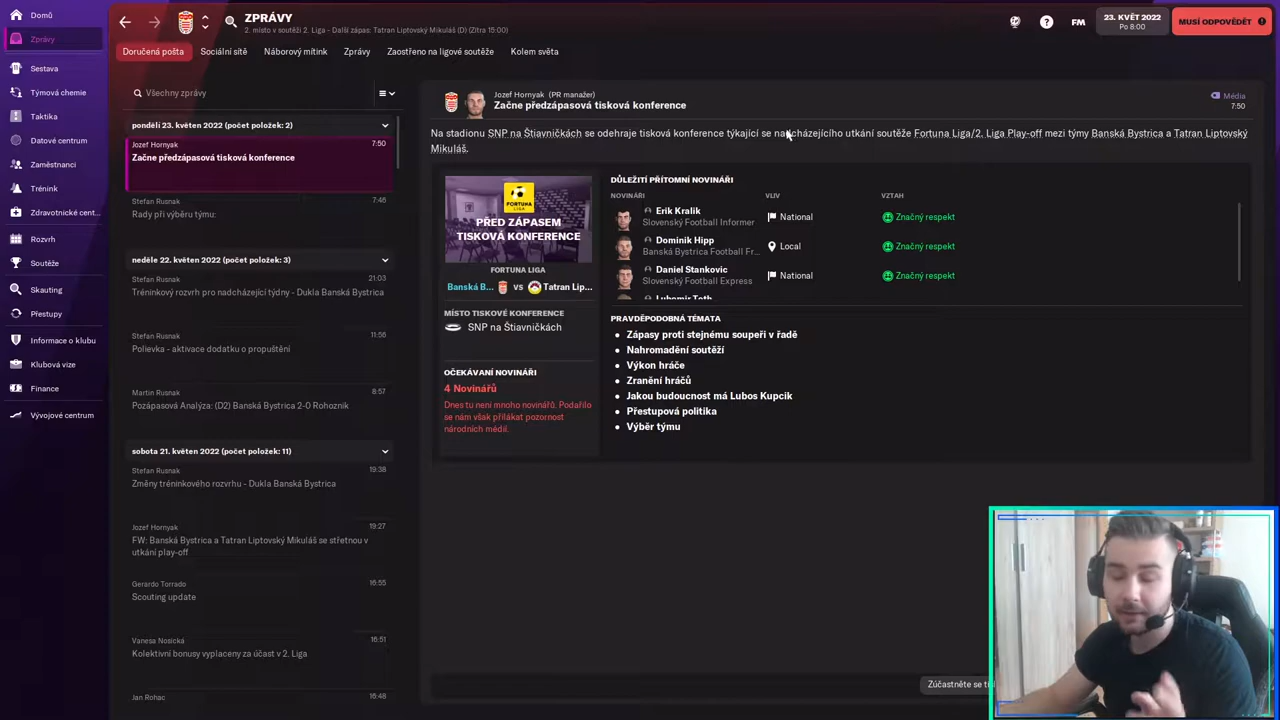 Domů
Zprávy
Sestava
Týmová chemie
Taktika
Datové centrum
Zaměstnanci
Trénink
Zdravotnické cent...
Rozvrh
Soutěže
Skauting
Přestupy
Informace o klubu
Klubová vize
Finance
Vývojové centrum
ZPRÁVY
2. místo v soutěži 2. Liga - Další zápas: Tatran Liptovský Mikuláš (D) (Zítra 15:00)
FM
23. KVĚT 2022
Po 8:00
MUSÍ ODPOVĚDĚT
Doručená pošta
Sociální sítě
Náborový mítink
Zprávy
Zaostřeno na ligové soutěže
Kolem světa
Všechny zprávy
pondělí 23. květen 2022 (počet položek: 2)
Jozef Hornyak 7:50
Začne předzápasová tisková konference
Stefan Rusnak 7:46
Rady při výběru týmu:
neděle 22. květen 2022 (počet položek: 3)
Stefan Rusnak 21:03
Tréninkový rozvrh pro nadcházející týdny - Dukla Banská Bystrica
Stefan Rusnak 11:56
Polievka - aktivace dodatku o propuštění
Martin Rusnak 8:57
Pozápasová Analýza: (D2) Banská Bystrica 2-0 Rohoznik
sobota 21. květen 2022 (počet položek: 11)
Stefan Rusnak 19:38
Změny tréninkového rozvrhu - Dukla Banská Bystrica
Jozef Hornyak 19:27
FW: Banská Bystrica a Tatran Liptovský Mikuláš se střetnou v
utkání play-off
Gerardo Torrado 16:55
Scouting update
Vanesa Nosická 16:51
Kolektivní bonusy vyplaceny za účast v 2. Liga
Jan Rohac 16:48
Jozef Hornyak (PR manažer)
Začne předzápasová tisková konference
Média
7:50
Na stadionu SNP na Štiavničkách se odehraje tisková konference týkající se nadcházejícího utkání soutěže Fortuna Liga/2. Liga Play-off mezi týmy Banská Bystrica a Tatran Liptovský
Mikuláš.
FORTUNA
LIGA
PŘED ZÁPASEM
TISKOVÁ KONFERENCE
FORTUNA LIGA
Banská B... vs Tatran Lip...
MÍSTO TISKOVÉ KONFERENCE
SNP na Štiavničkách
OČEKÁVANÍ NOVINÁŘI
4 Novinářů
Dnes tu není mnoho novinářů. Podařilo
se nám však přilákat pozornost
národních médií.
DŮLEŽITÍ PŘÍTOMNÍ NOVINÁŘI
NOVINÁŘI VLIV VZTAH
Erik Kralik
Slovenský Football Informer
National
Značný respekt
Dominik Hipp
Banská Bystrica Football Fr...
Local
Značný respekt
Daniel Stankovic
Slovenský Football Express
National
Značný respekt
Lubomir Toth
PRAVDĚPODOBNÁ TÉMATA
Zápasy proti stejnému soupeři v řadě
Nahromadění soutěží
Výkon hráče
Zranění hráčů
Jakou budoucnost má Lubos Kupcik
Přestupová politika
Výběr týmu
Zúčastněte se